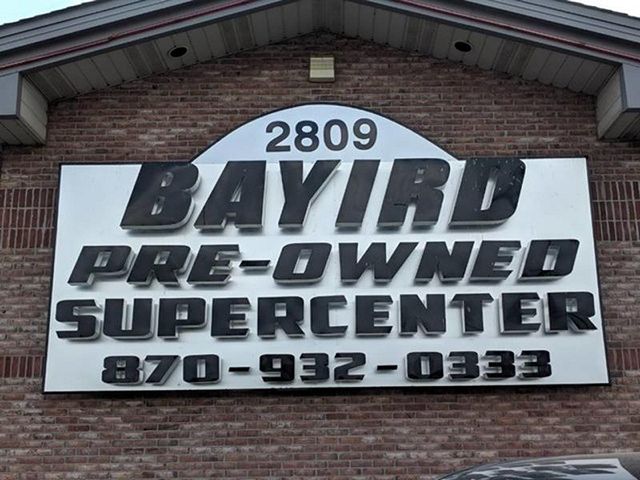 2809
BAYIRD
PRE-OWNED
SUPERCENTER
870-932-0333